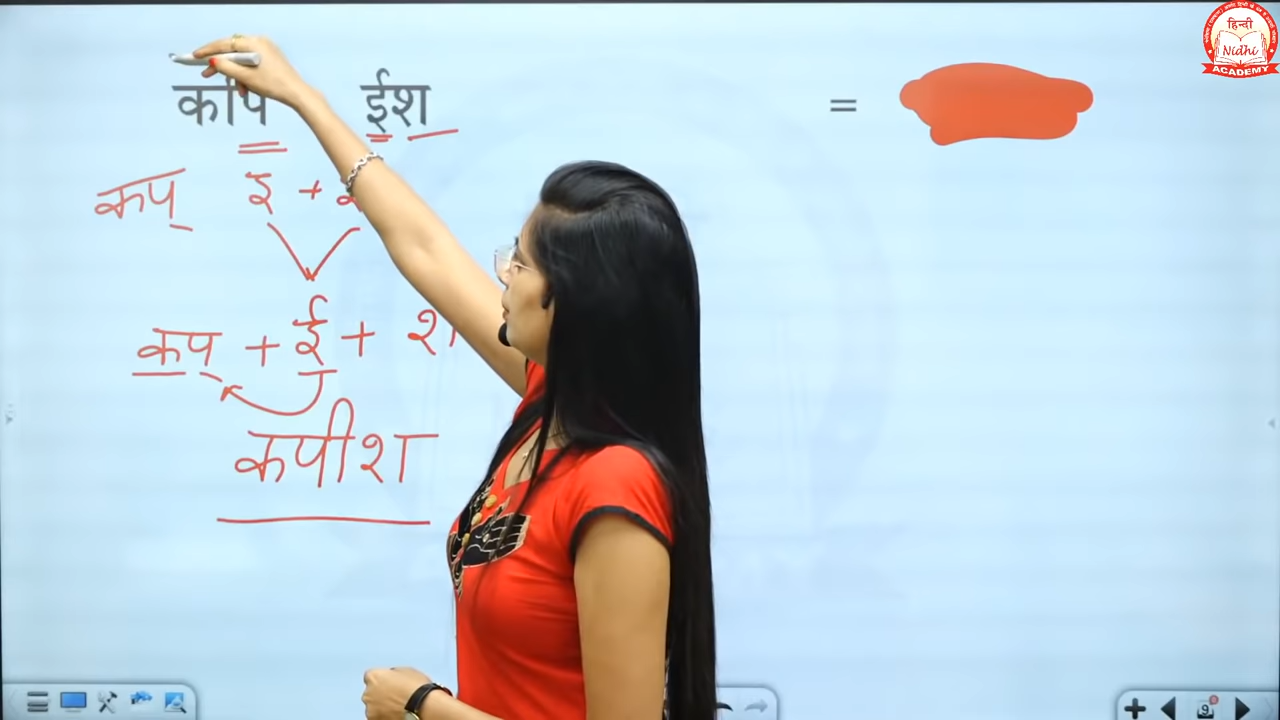 कपि ईश =
कप् इ +
कप् + ई + श
कपीश
हिन्दी
Nidhi
ACADEMY